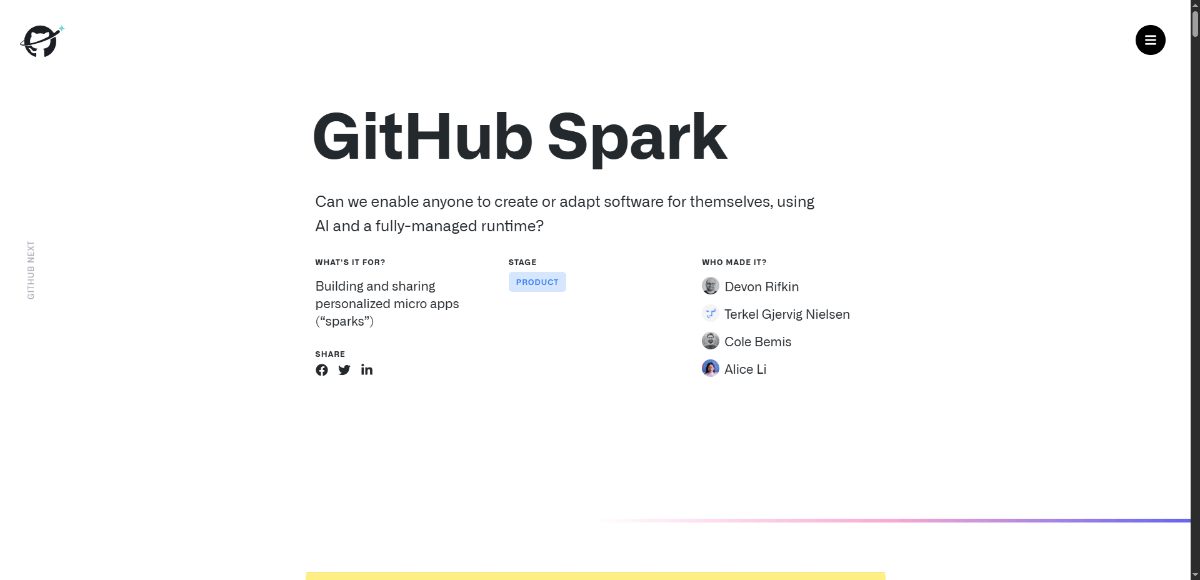 GitHub Spark
Can we enable anyone to create or adapt software for themselves, using
AI and a fully-managed runtime?
GITHUB NEXT
WHAT'S IT FOR?
Building and sharing
personalized micro apps
(“sparks”)
SHARE
STAGE
PRODUCT
WHO MADE IT?
Devon Rifkin
Terkel Gjervig Nielsen
Cole Bemis
Alice Li